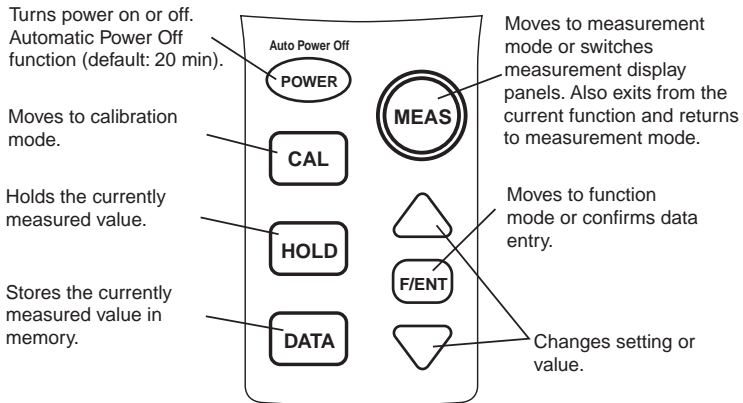 Turns power on or off.
Automatic Power Off
function (default: 20 min).
Moves to calibration
mode.
Holds the currently
measured value.
Stores the currently
measured value in
memory.
Auto Power Off
POWER
CAL
HOLD
DATA
MEAS
F/ENT
Moves to measurement
mode or switches
measurement display
panels. Also exits from the
current function and returns
to measurement mode.
Moves to function
mode or confirms data
entry.
Changes setting or
value.